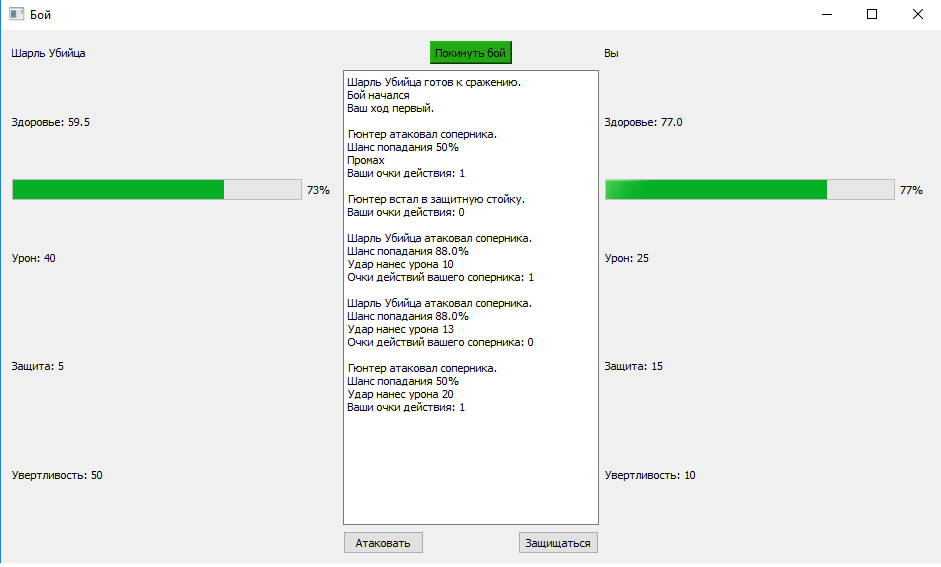 Бой
Шарль Убийца
Покинуть бой
Вы
Здоровье: 59.5
73%
Урон: 40
Защита: 5
Увертливость: 50
Шарль Убийца готов к сражению.
Бой начался
Ваш ход первый.
Гюнтер атаковал соперника.
Шанс попадания 50%
Промах
Ваши очки действия: 1
Гюнтер встал в защитную стойку.
Ваши очки действия: 0
Шарль Убийца атаковал соперника.
Шанс попадания 88.0%
Удар нанес урона 10
Очки действий вашего соперника: 1
Шарль Убийца атаковал соперника.
Шанс попадания 88.0%
Удар нанес урона 13
Очки действий вашего соперника: 0
Гюнтер атаковал соперника.
Шанс попадания 50%
Удар нанес урона 20
Ваши очки действия: 1
Здоровье: 77.0
77%
Урон: 25
Защита: 15
Увертливость: 10
Атаковать
Защищаться